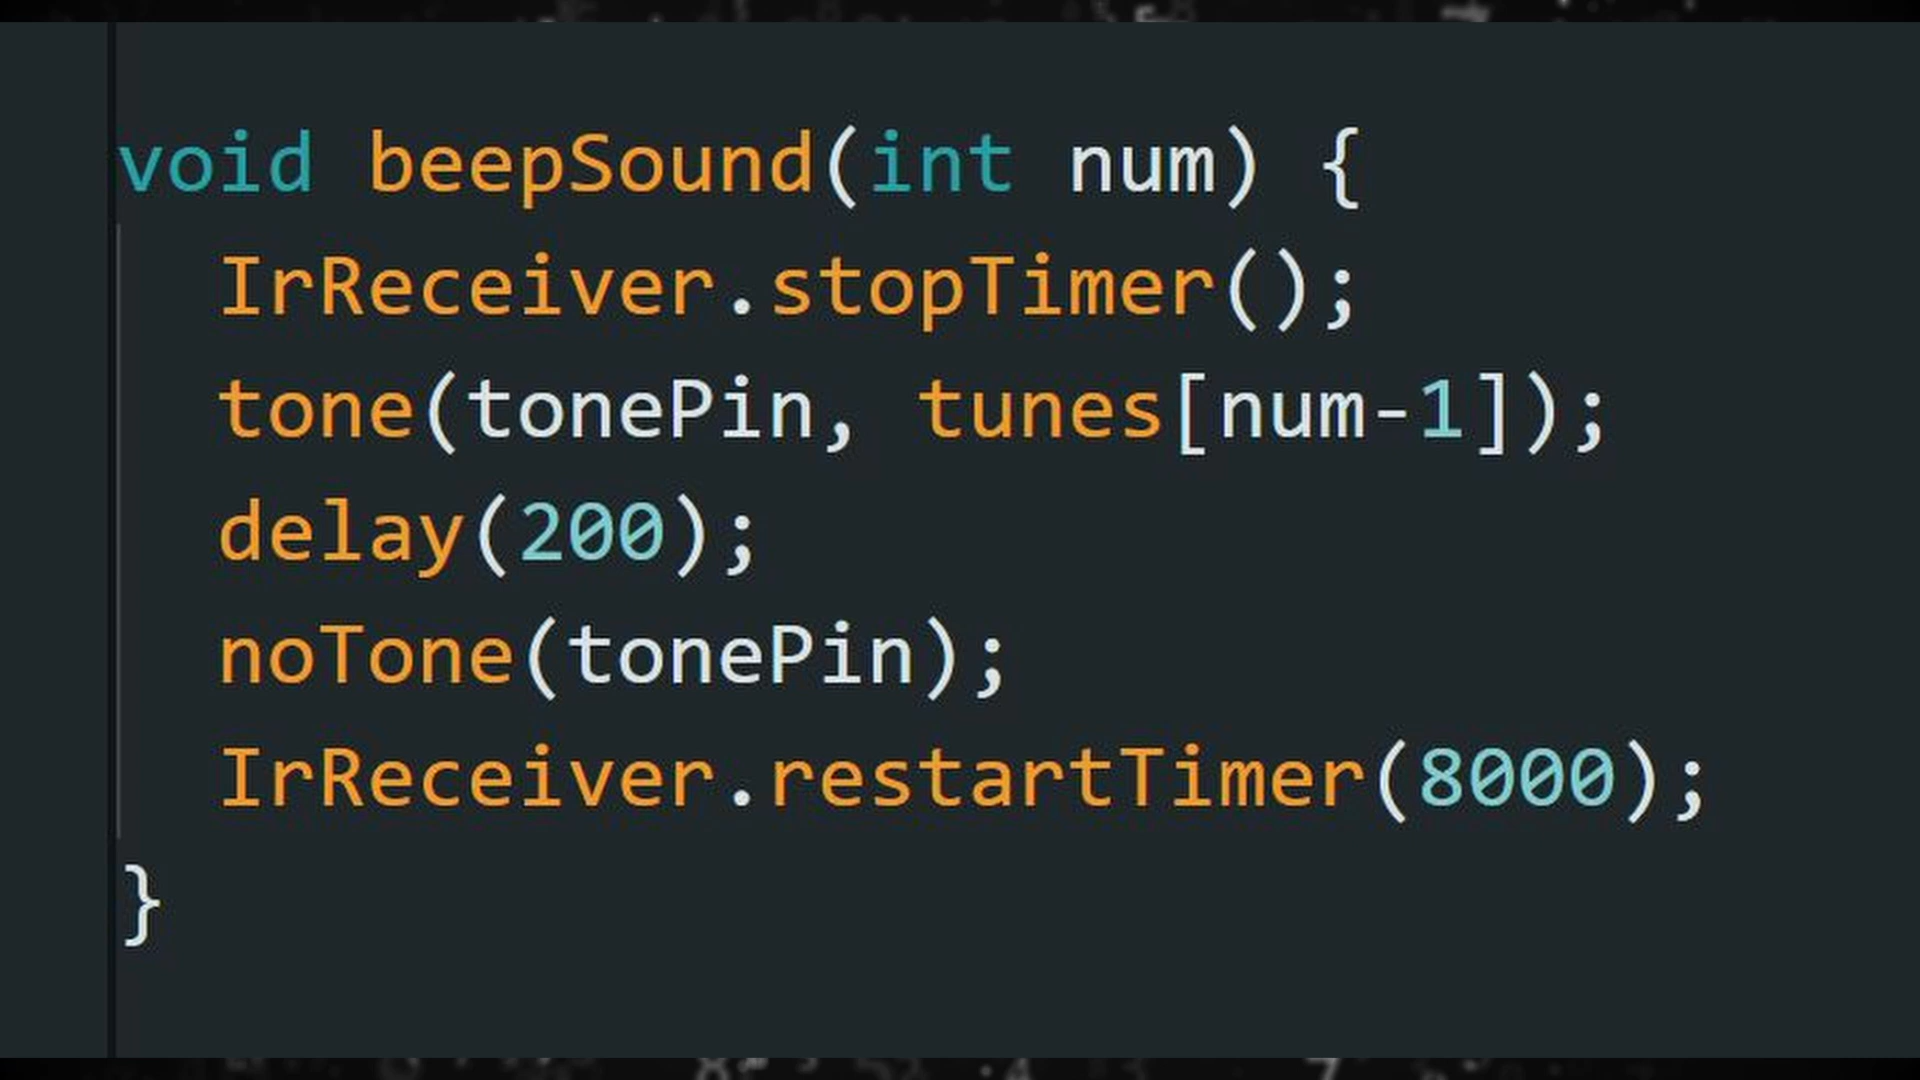 void beepSound(int num) {
  IrReceiver.stopTimer();
  tone(tonePin, tunes[num-1]);
  delay(200);
  noTone(tonePin);
  IrReceiver.restartTimer(8000);
}